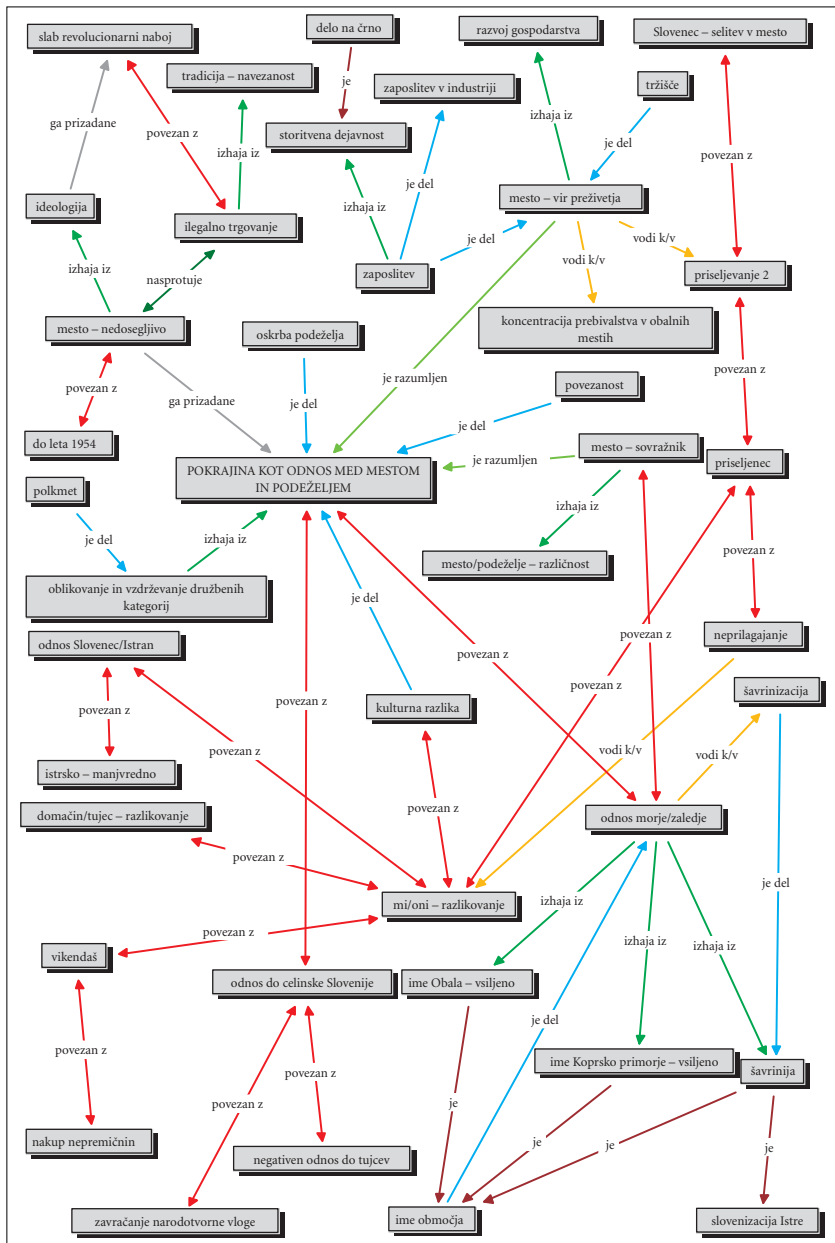 slab revolucionarni naboj
delo na črno
razvoj gospodarstva
Slovenec – selitev v mesto
tradicija – navezanost
je
zaposlitev v industriji
tržišče
ga prizadane
povezan z
izhaja iz
storitvena dejavnost
izhaja iz
je del
povezan z
je del
ideologija
ilegalno trgovanje
izhaja iz
mesto – vir preživetja
izhaja iz
nasprotuje
zaposlitev
je del
vodi k/v
vodi k/v
priseljevanje 2
mesto – nedosegljivo
oskrba podeželja
koncentracija prebivalstva v obalnih
mestih
povezan z
ga prizadane
je del
je razumljen
povezanost
povezan z
do leta 1954
je del
mesto – sovražnik
priseljenec
POKRAJINA KOT ODNOS MED MESTOM
IN PODEŽELJEM
je razumljen
polkmet
je del
izhaja iz
izhaja iz
mesto/podeželje – različnost
povezan z
oblikovanje in vzdrževanje družbenih
kategorij
je del
odnos Slovenec/Istran
povezan z
povezan z
neprilagajanje
povezan z
povezan z
povezan z
povezan z
kulturna razlika
šavrinizacija
istrsko – manjvredno
vodi k/v
vodi k/v
domačin/tujec – razlikovanje
povezan z
odnos morje/zaledje
povezan z
mi/oni – razlikovanje
izhaja iz
je del
povezan z
izhaja iz
izhaja iz
vikendaš
odnos do celinske Slovenije
ime Obala – vsiljeno
je del
povezan z
povezan z
ime Koprsko primorje – vsiljeno
šavrinija
povezan z
je
nakup nepremičnin
negativen odnos do tujcev
je
je
je
zavračanje narodotvorne vloge
ime območja
slovenizacija Istre